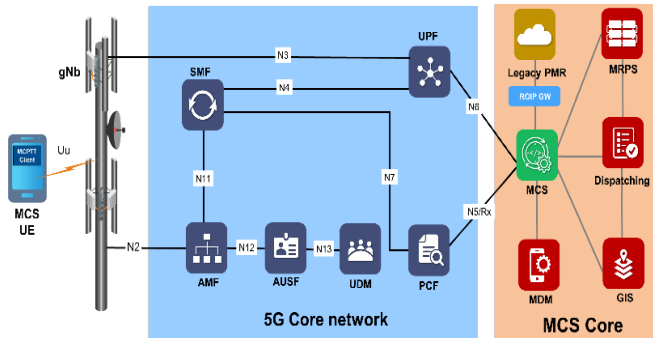 gNb
MCPTT
Client
Uu
MCS
UE
N2
N3
UPF
SMF
N4
N6
N11
N7
N5/Rx
N12
N13
AMF
AUSF
UDM
PCF
5G Core network
Legacy PMR
MRPS
ROIP GW
MCS
Dispatching
MDM
GIS
MCS Core